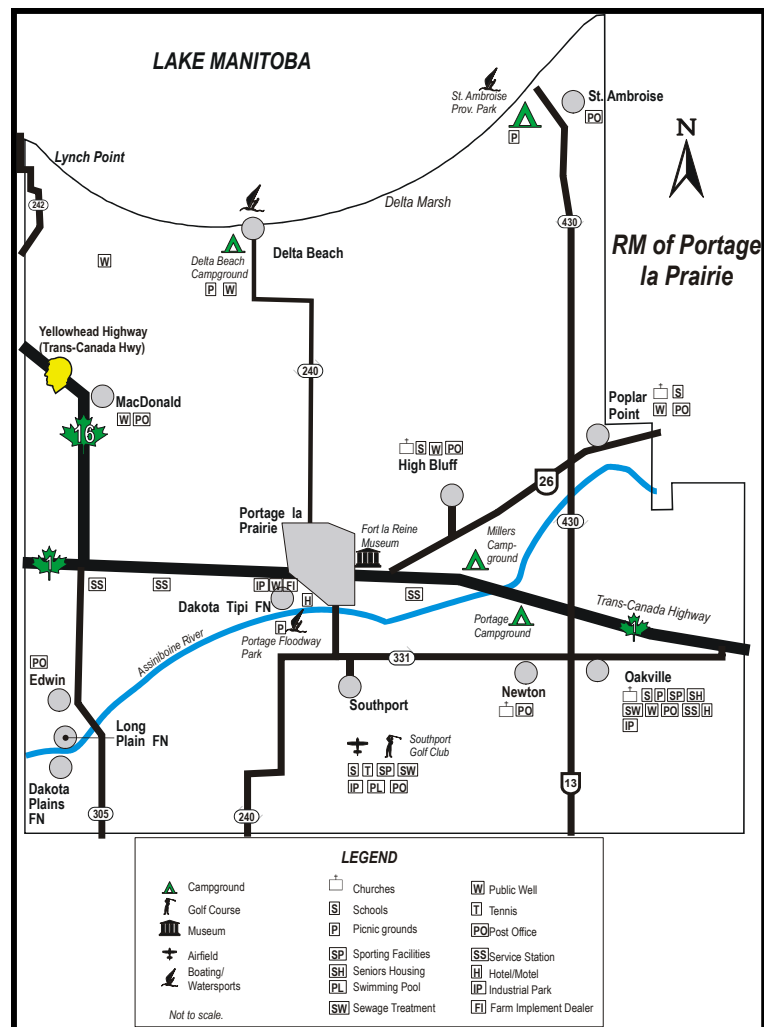 LAKE MANITOBA
St. Ambroise
Prov. Park
P
St. Ambroise
PO
N
Lynch Point
Delta Marsh
242
430
RM of Portage
la Prairie
W
Delta Beach
Delta Beach
Campground
P W
Yellowhead Highway
(Trans-Canada Hwy)
240
MacDonald
W PO
16
Poplar
Point
S
W PO
S W PO
High Bluff
26
Portage la
Prairie
Fort la Reine
Museum
Millers
Camp-
ground
430
1
SS
SS
IP W FI
H
SS
Dakota Tipi FN
P
Portage Floodway
Park
Portage
Campground
Trans-Canada Highway
1
Assiniboine River
331
PO
Edwin
Southport
Newton
PO
Oakville
S P SP SH
SW W PO SS H
IP
Long
Plain FN
Southport
Golf Club
S T SP SW
IP PL PO
Dakota
Plains
FN
305
240
13
LEGEND
Campground
Golf Course
Museum
Airfield
Boating/
Watersports
Not to scale.
Churches
S Schools
P Picnic grounds
SP Sporting Facilities
SH Seniors Housing
PL Swimming Pool
SW Sewage Treatment
W Public Well
T Tennis
PO Post Office
SS Service Station
H Hotel/Motel
IP Industrial Park
FI Farm Implement Dealer